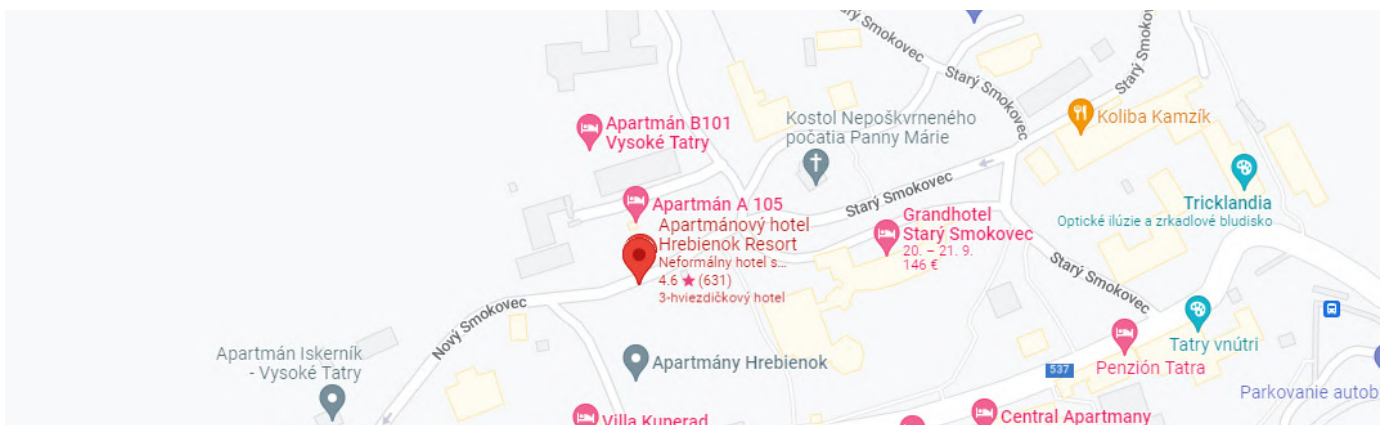 Starý Smokovec
Starý Smokovec
Starý Smokovec
Koliba Kamzík
Apartmán B101
Vysoké Tatry
Kostol Nepoškvrneného
počatia Panny Márie
Tricklandia
Optické ilúzie a zrkadlové bludisko
Apartmán A 105
Starý Smokovec
Apartmánový hotel
Hrebienok Resort
Neformálny hotel s...
4.6 ★ (631)
3-hviezdičkový hotel
Grandhotel
Starý Smokovec
20. – 21. 9.
146 €
Starý Smokovec
Nový Smokovec
Apartmán Iskerník
- Vysoké Tatry
Apartmány Hrebienok
Tatry vnútri
Penzión Tatra
537
Parkovanie autob
Villa Kunerad
Central Apartmany